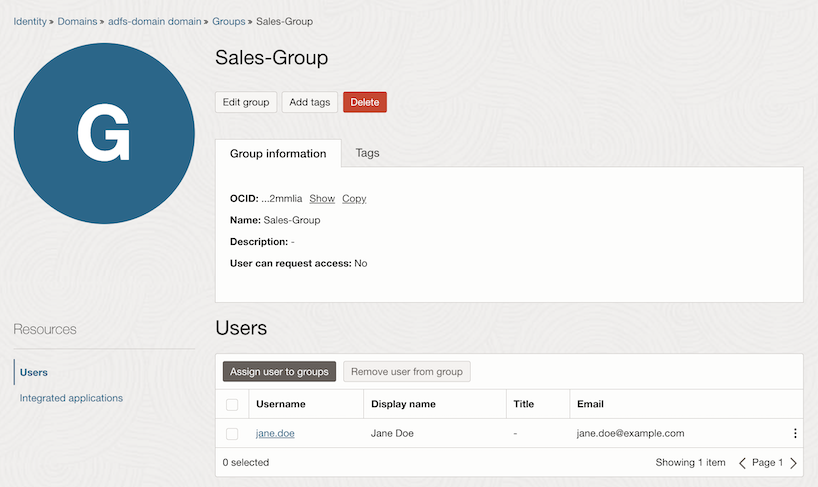 Identity » Domains » adfs-domain domain » Groups » Sales-Group
G
Sales-Group
Edit group Add tags Delete
Group information Tags
OCID: ...2mmlia Show Copy
Name: Sales-Group
Description: -
User can request access: No
Resources
Users
Integrated applications
Users
Assign user to groups Remove user from group
Username Display name Title Email
jane.doe Jane Doe - jane.doe@example.com
0 selected Showing 1 item Page 1